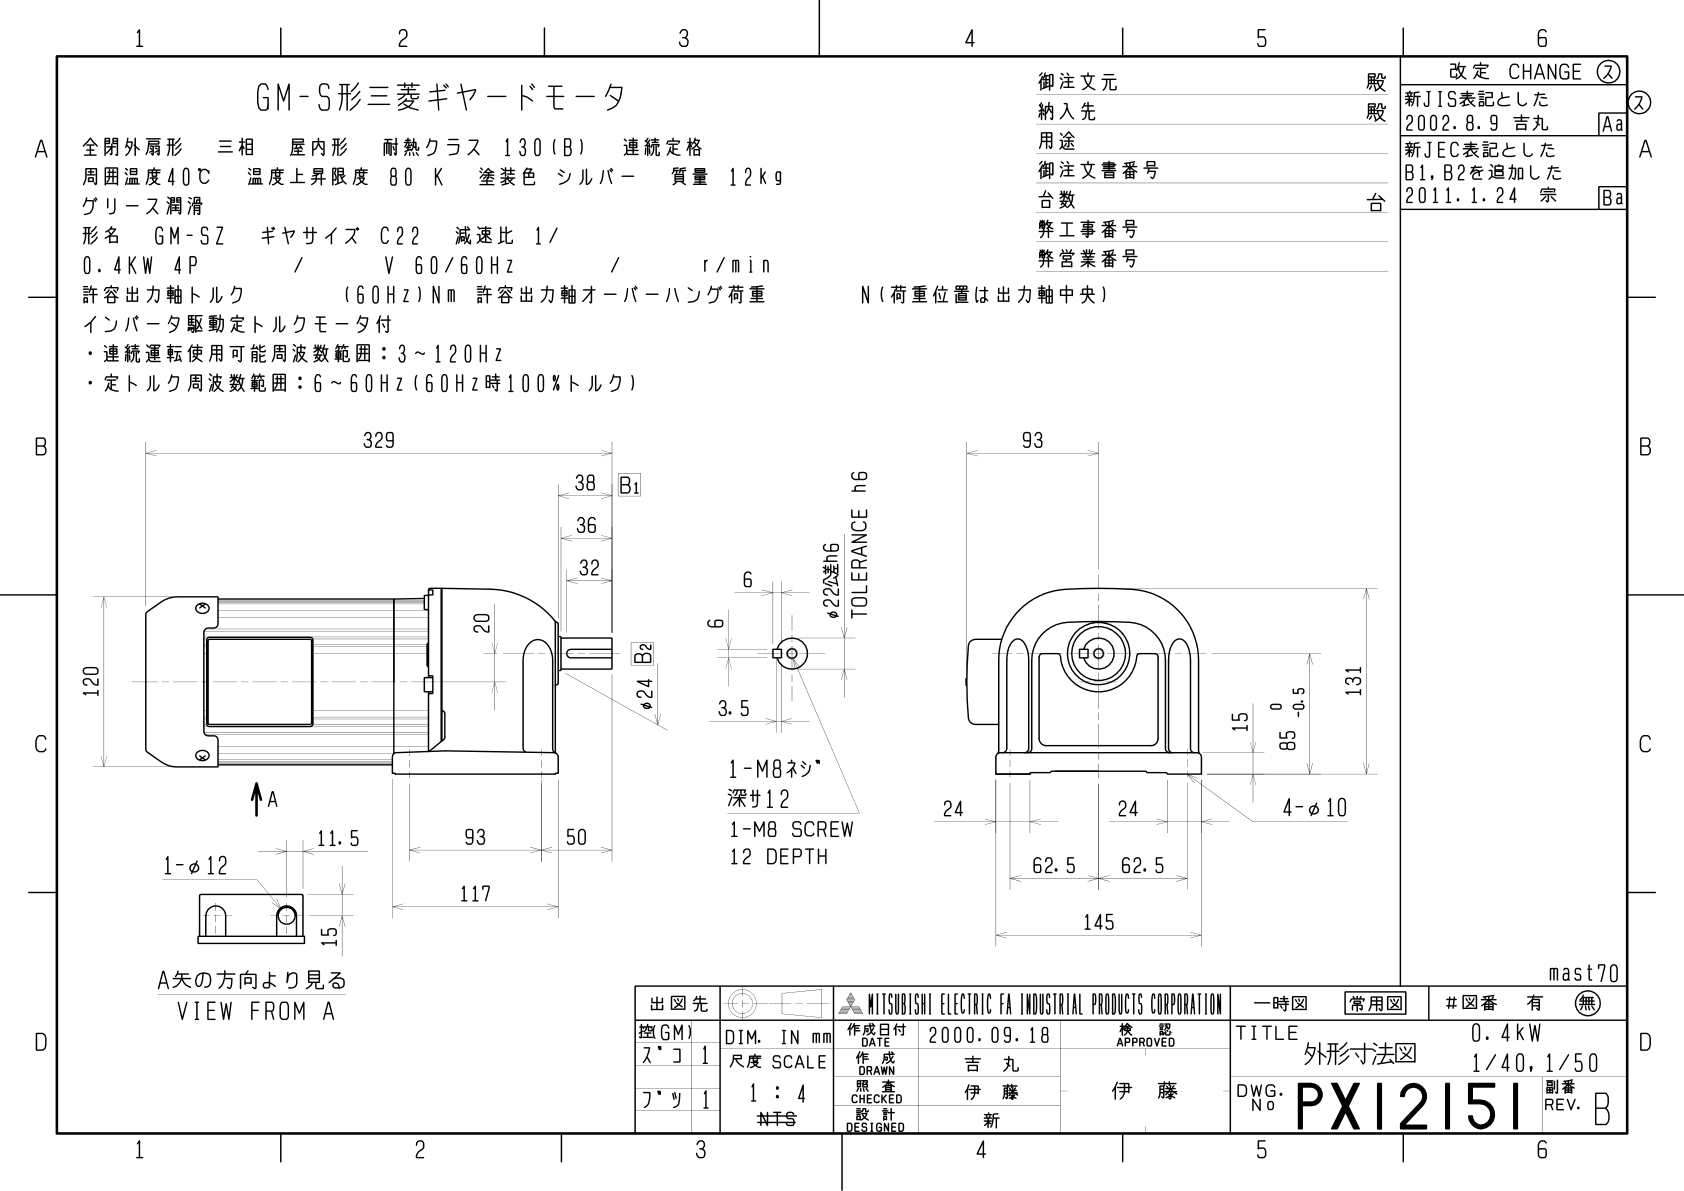 1 2 3 4 5 6
GM-S形三菱ギヤードモータ
全閉外扇形 三相 屋内形 耐熱クラス 130(B) 連続定格
周囲温度40℃ 温度上昇限度 80 K 塗装色 シルバー 質量 12kg
グリース潤滑
形名 GM-SZ ギヤサイズ C22 減速比 1/
0.4KW 4P / V 60/60Hz / r/min
許容出力軸トルク (60Hz)Nm 許容出力軸オーバーハング荷重 N(荷重位置は出力軸中央)
インバータ駆動定トルクモータ付
・連続運転使用可能周波数範囲:3~120Hz
・定トルク周波数範囲:6~60Hz(60Hz時100%トルク)
御注文元 殿
納入先 殿
用途
御注文書番号
台数 台
弊工事番号
弊営業番号
改定 CHANGE ス
ス
新JIS表記とした
2002.8.9 吉丸 Aa
新JEC表記とした
B1,B2を追加した
2011.1.24 宗 Ba
A A
B B
C C
D D
329
38 B1
36
32
20
120
B2
φ24
93
50
117
A
11.5
1-φ12
15
A矢の方向より見る
VIEW FROM A
6
6
3.5
φ22公差h6
TOLERANCE h6
1-M8ネジ
深サ12
1-M8 SCREW
12 DEPTH
93
131
15
85 0 -0.5
24
24
4-φ10
62.5
62.5
145
mast70
出図先
MITSUBISHI ELECTRIC FA INDUSTRIAL PRODUCTS CORPORATION
一時図 常用図 #図番 有 無
控(GM)
ズコ 1
ブツ 1
DIM. IN mm
尺度 SCALE
1 : 4
NTS
作成日付 DATE 2000.09.18
作成 DRAWN 吉丸
照査 CHECKED 伊藤
設計 DESIGNED 新
検認 APPROVED
伊藤
TITLE 0.4kW
外形寸法図 1/40,1/50
DWG. No PX12151
副番 REV. B
1 2 3 4 5 6